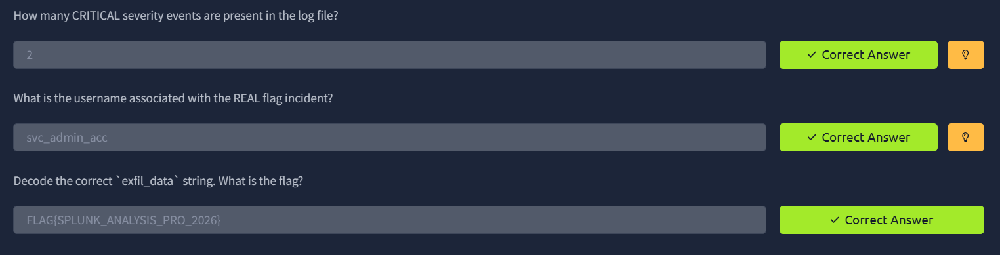 How many CRITICAL severity events are present in the log file?
2
✓ Correct Answer
What is the username associated with the REAL flag incident?
svc_admin_acc
✓ Correct Answer
Decode the correct `exfil_data` string. What is the flag?
FLAG{SPLUNK_ANALYSIS_PRO_2026}
✓ Correct Answer